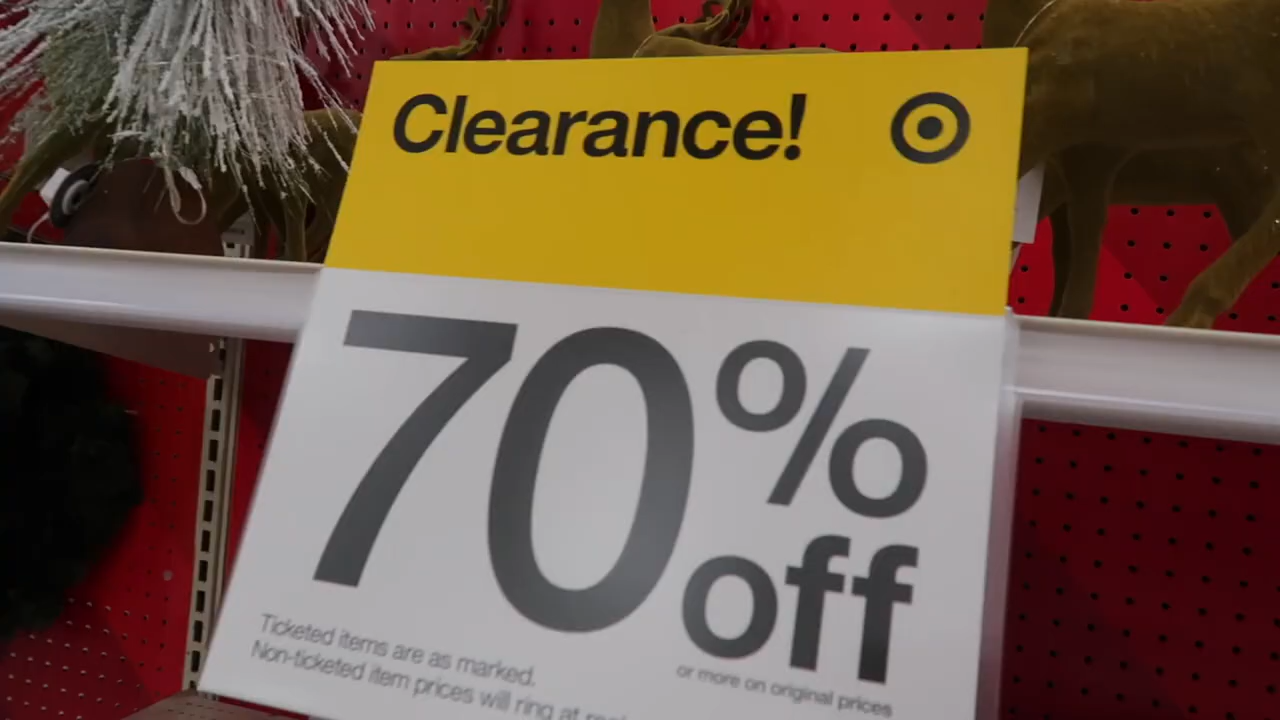 Clearance!
70%
off
or more on original prices
Ticketed items are as marked.
Non-ticketed item prices will ring at